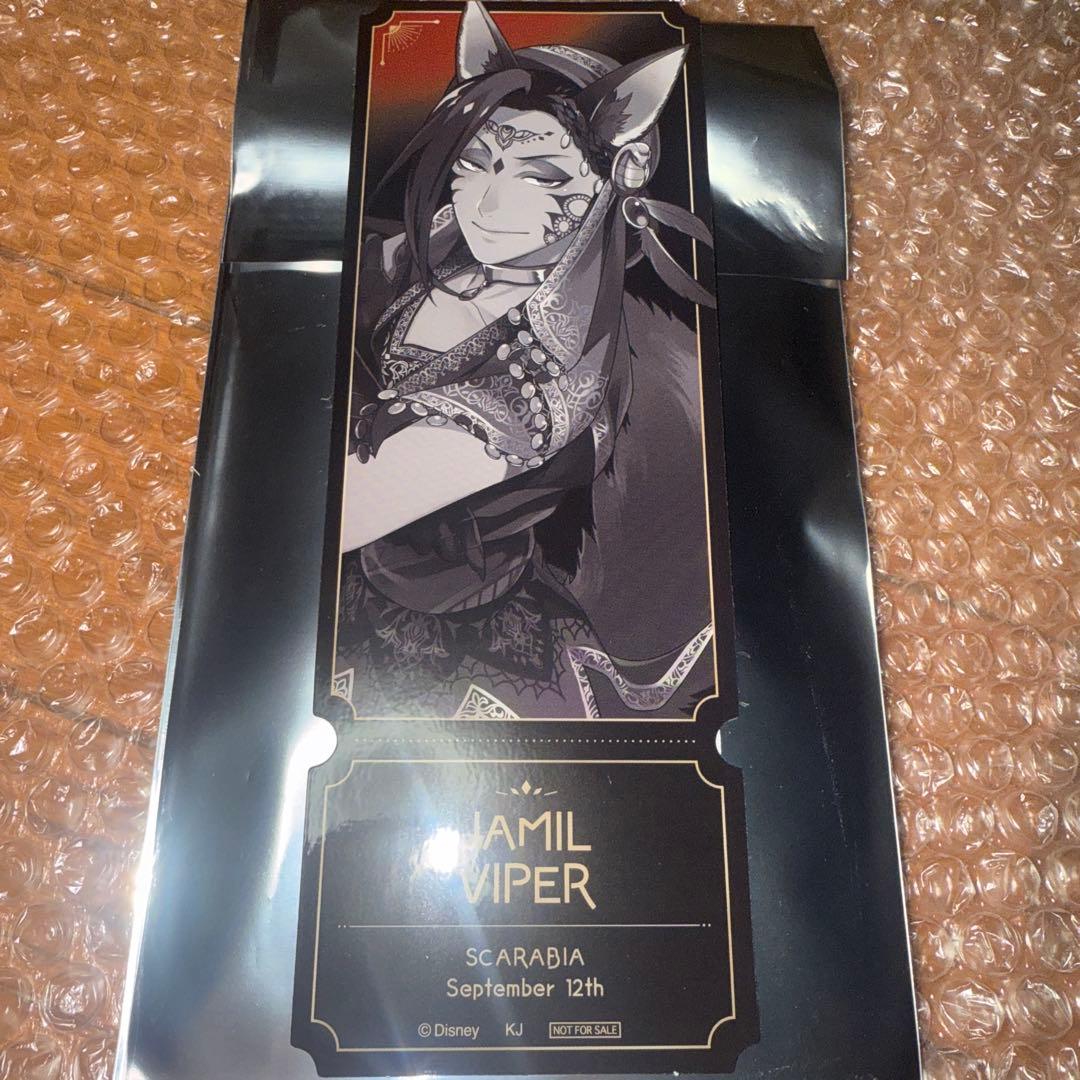 JAMIL
VIPER
SCARABIA
September 12th
©Disney KJ NOT FOR SALE